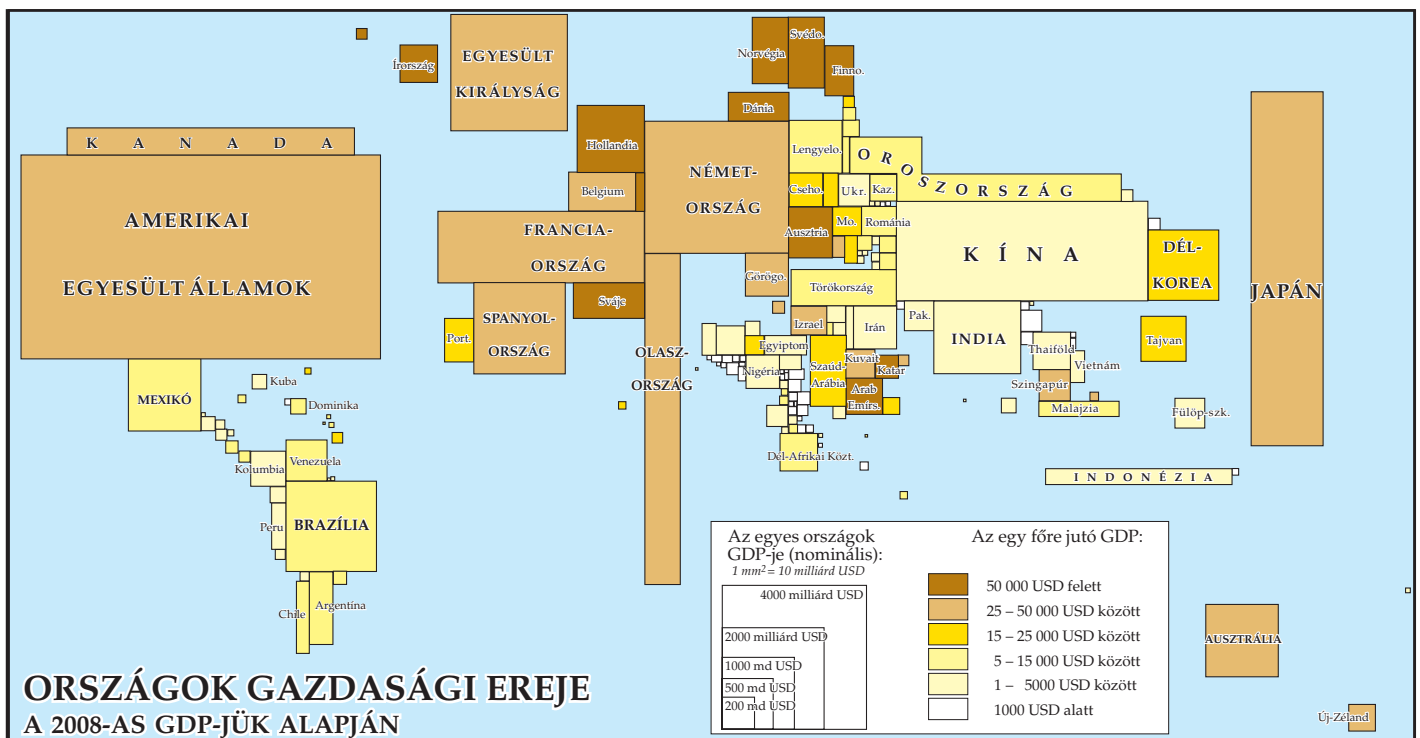 EGYESÜLT
KIRÁLYSÁG
Írország
Norvégia
Svédo.
Finno.
Dánia
Hollandia
Belgium
NÉMET-
ORSZÁG
Lengyelo.
Cseho.
Ukr.
Kaz.
OROSZORSZÁG
KANADA
AMERIKAI
EGYESÜLT ÁLLAMOK
FRANCIA-
ORSZÁG
Ausztria
Mo.
Románia
KÍNA
DÉL-
KOREA
JAPÁN
Görögo.
Svájc
Törökország
SPANYOL-
ORSZÁG
Port.
OLASZ-
ORSZÁG
Izrael
Irán
Pak.
INDIA
Thaiföld
Vietnám
Tajvan
Egyiptom
Nigéria
Szaúd-
Arábia
Kuvait
Katar
Arab
Emírs.
Szingapúr
Malajzia
Fülöp-szk.
MEXIKÓ
Kuba
Dominika
Kolumbia
Venezuela
Dél-Afrikai Közt.
INDONÉZIA
Peru
BRAZÍLIA
Chile
Argentína
AUSZTRÁLIA
Új-Zéland
Az egyes országok
GDP-je (nominális):
1 mm² = 10 milliárd USD
4000 milliárd USD
2000 milliárd USD
1000 md USD
500 md USD
200 md USD
Az egy főre jutó GDP:
50 000 USD felett
25 – 50 000 USD között
15 – 25 000 USD között
5 – 15 000 USD között
1 – 5000 USD között
1000 USD alatt
ORSZÁGOK GAZDASÁGI EREJE
A 2008-AS GDP-JÜK ALAPJÁN